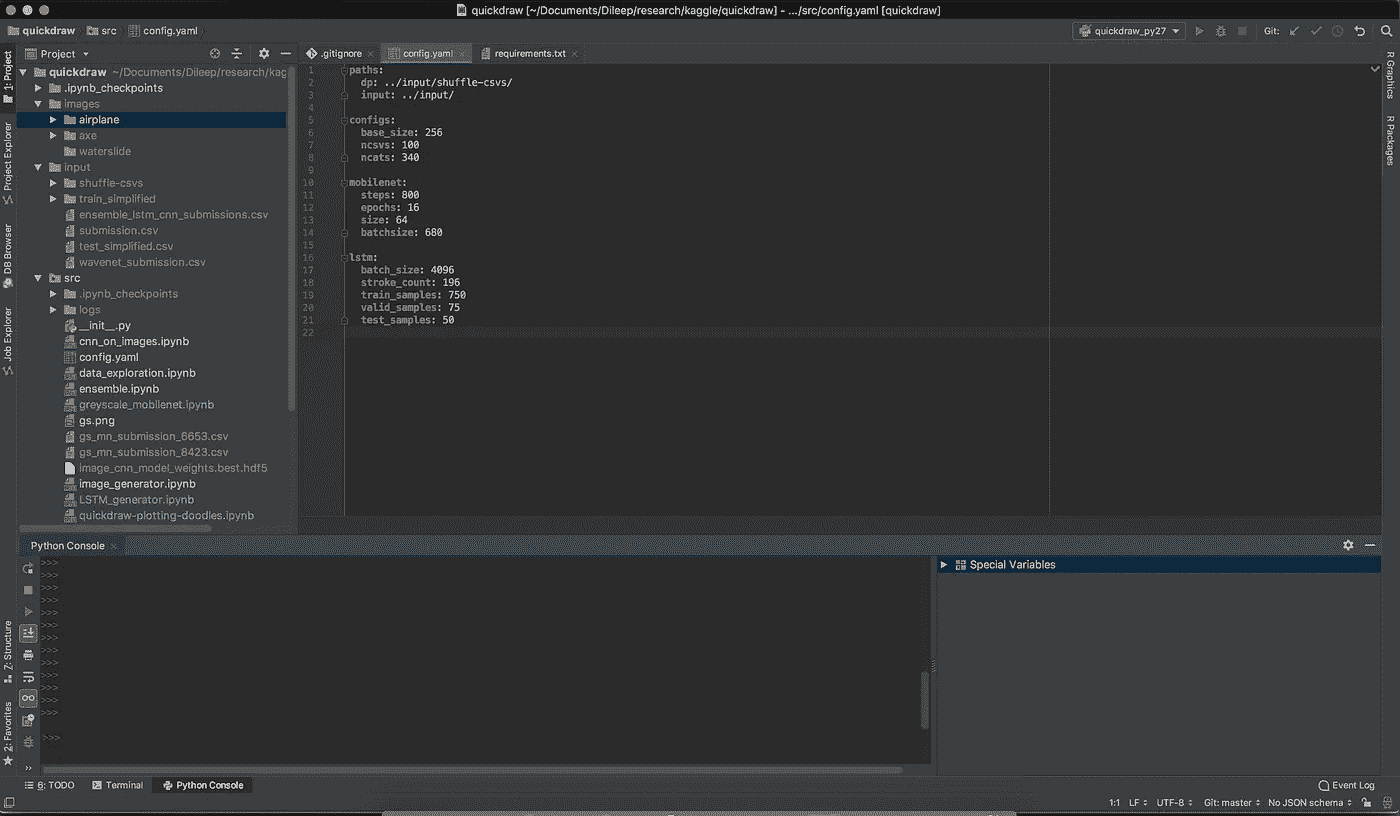 quickdraw [~/Documents/Dileep/research/kaggle/quickdraw] - .../src/config.yaml [quickdraw]
quickdraw src config.yaml
quickdraw_py27
Git:
1: Project
Project Explorer
DB Browser
Job Explorer
Z: Structure
2: Favorites
Project
quickdraw ~/Documents/Dileep/research/kag
.ipynb_checkpoints
images
airplane
axe
waterslide
input
shuffle-csvs
train_simplified
ensemble_lstm_cnn_submissions.csv
submission.csv
test_simplified.csv
wavenet_submission.csv
src
.ipynb_checkpoints
logs
__init__.py
cnn_on_images.ipynb
config.yaml
data_exploration.ipynb
ensemble.ipynb
greyscale_mobilenet.ipynb
gs.png
gs_mn_submission_6653.csv
gs_mn_submission_8423.csv
image_cnn_model_weights.best.hdf5
image_generator.ipynb
LSTM_generator.ipynb
quickdraw-plotting-doodles.ipynb
.gitignore config.yaml requirements.txt
1 paths:
2 dp: ../input/shuffle-csvs/
3 input: ../input/
4
5 configs:
6 base_size: 256
7 ncsvs: 100
8 ncats: 340
9
10 mobilenet:
11 steps: 800
12 epochs: 16
13 size: 64
14 batchsize: 680
15
16 lstm:
17 batch_size: 4096
18 stroke_count: 196
19 train_samples: 750
20 valid_samples: 75
21 test_samples: 50
22
R Graphics
R Packages
Python Console
>>>
>>>
>>>
>>>
>>>
>>>
>>>
>>>
>>>
>>>
>>>
>>>
>>>
>>>
Special Variables
6: TODO Terminal Python Console
Event Log
1:1 LF UTF-8 Git: master No JSON schema